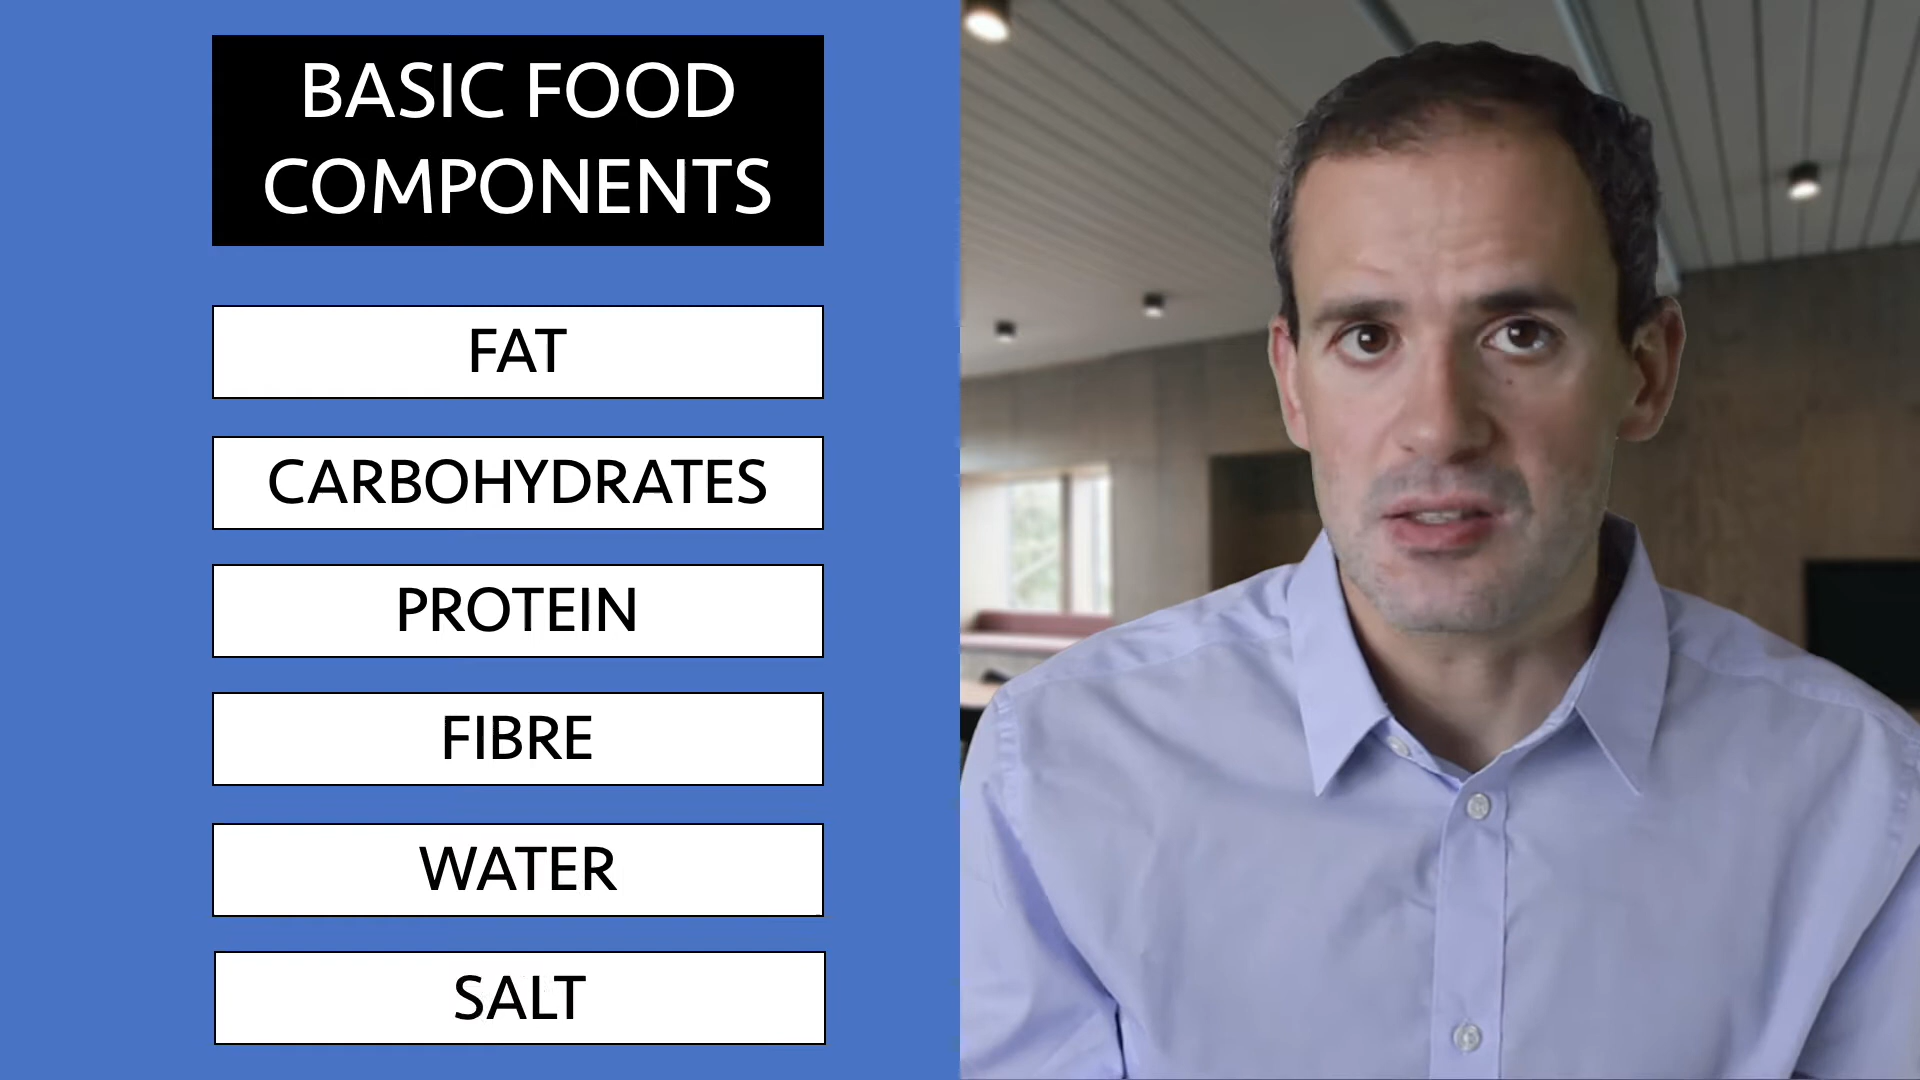 BASIC FOOD
COMPONENTS
FAT
CARBOHYDRATES
PROTEIN
FIBRE
WATER
SALT